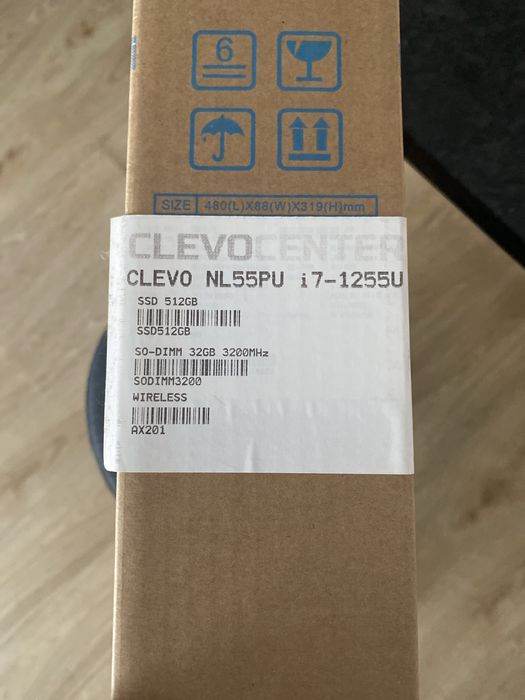 6
SIZE 480(L)X88(W)X319(H)mm
CLEVOCENTER
CLEVO NL55PU i7-1255U
SSD 512GB
SSD512GB
SO-DIMM 32GB 3200MHz
SODIMM3200
WIRELESS
AX201